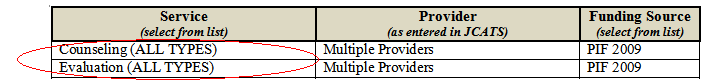 Service Provider Funding Source
(select from list) (as entered in JCATS) (select from list)
Counseling (ALL TYPES) Multiple Providers PIF 2009
Evaluation (ALL TYPES) Multiple Providers PIF 2009